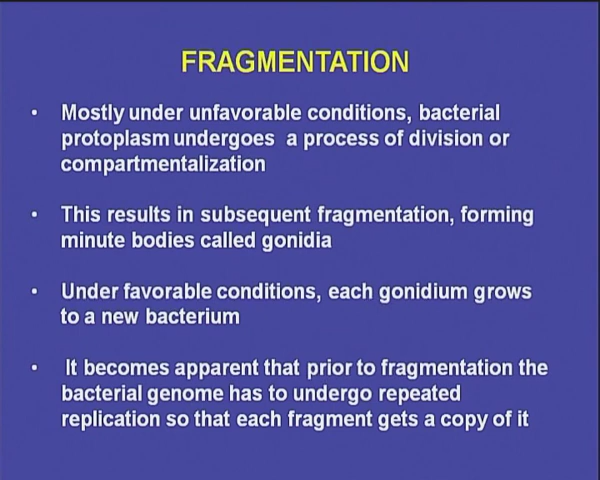 FRAGMENTATION
• Mostly under unfavorable conditions, bacterial
protoplasm undergoes a process of division or
compartmentalization
• This results in subsequent fragmentation, forming
minute bodies called gonidia
• Under favorable conditions, each gonidium grows
to a new bacterium
• It becomes apparent that prior to fragmentation the
bacterial genome has to undergo repeated
replication so that each fragment gets a copy of it